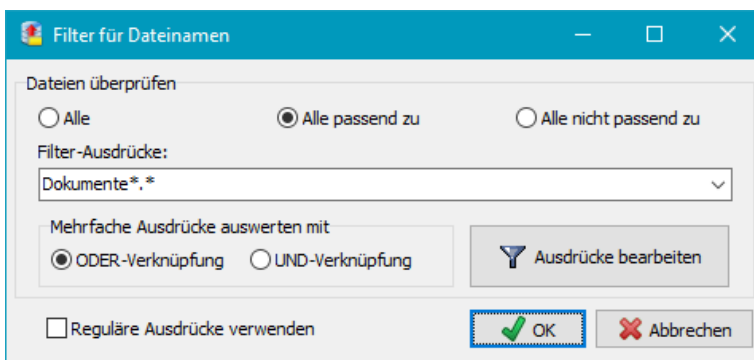 Filter für Dateinamen
Dateien überprüfen
Alle
Alle passend zu
Alle nicht passend zu
Filter-Ausdrücke:
Dokumente*.*
Mehrfache Ausdrücke auswerten mit
ODER-Verknüpfung
UND-Verknüpfung
Ausdrücke bearbeiten
Reguläre Ausdrücke verwenden
OK
Abbrechen